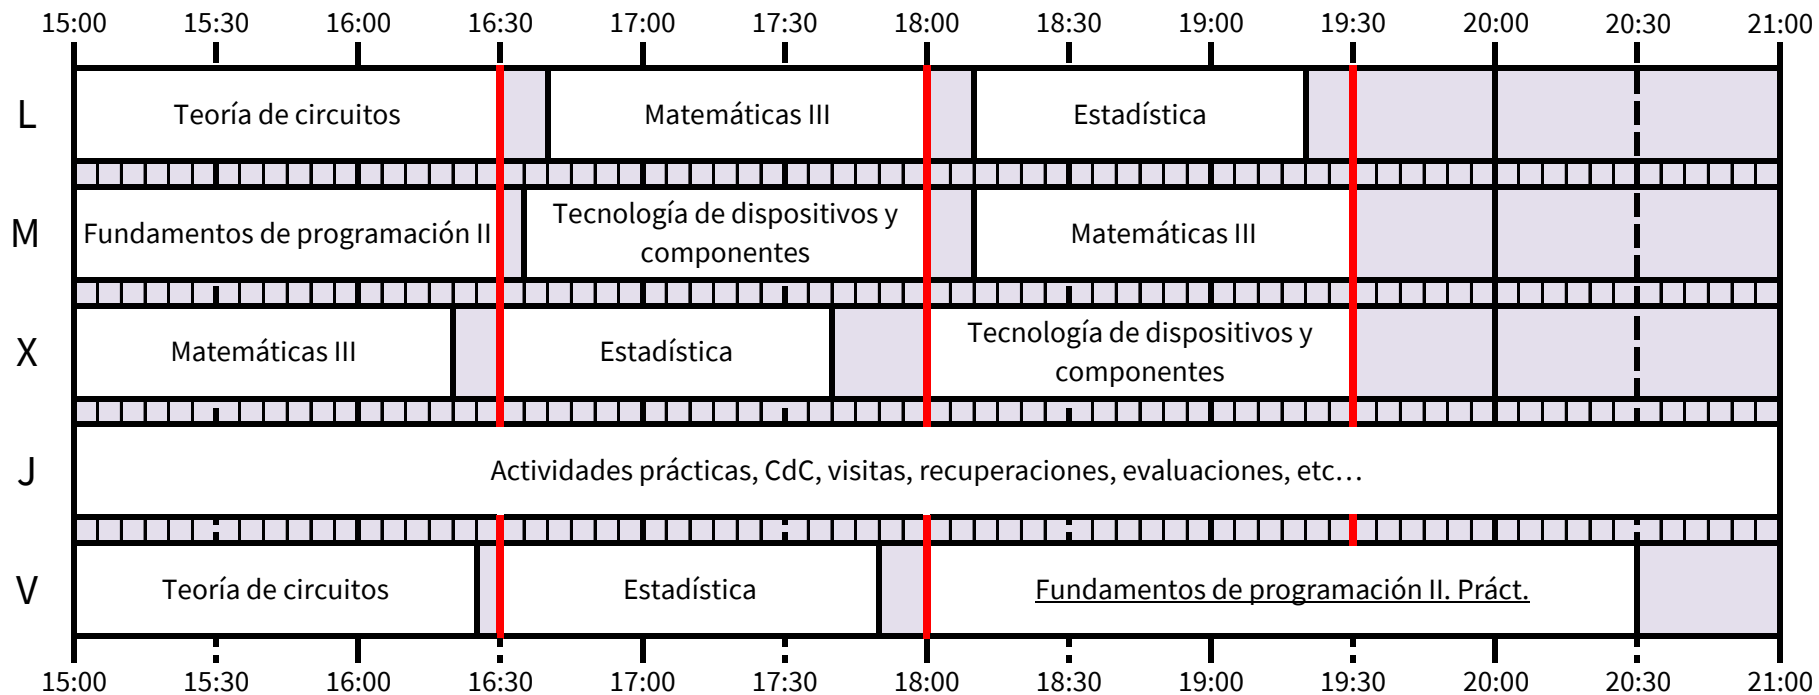 15:00 15:30 16:00 16:30 17:00 17:30 18:00 18:30 19:00 19:30 20:00 20:30 21:00
L Teoría de circuitos Matemáticas III Estadística
M Fundamentos de programación II Tecnología de dispositivos y componentes Matemáticas III
X Matemáticas III Estadística Tecnología de dispositivos y componentes
J Actividades prácticas, CdC, visitas, recuperaciones, evaluaciones, etc…
V Teoría de circuitos Estadística Fundamentos de programación II. Práct.
15:00 15:30 16:00 16:30 17:00 17:30 18:00 18:30 19:00 19:30 20:00 20:30 21:00